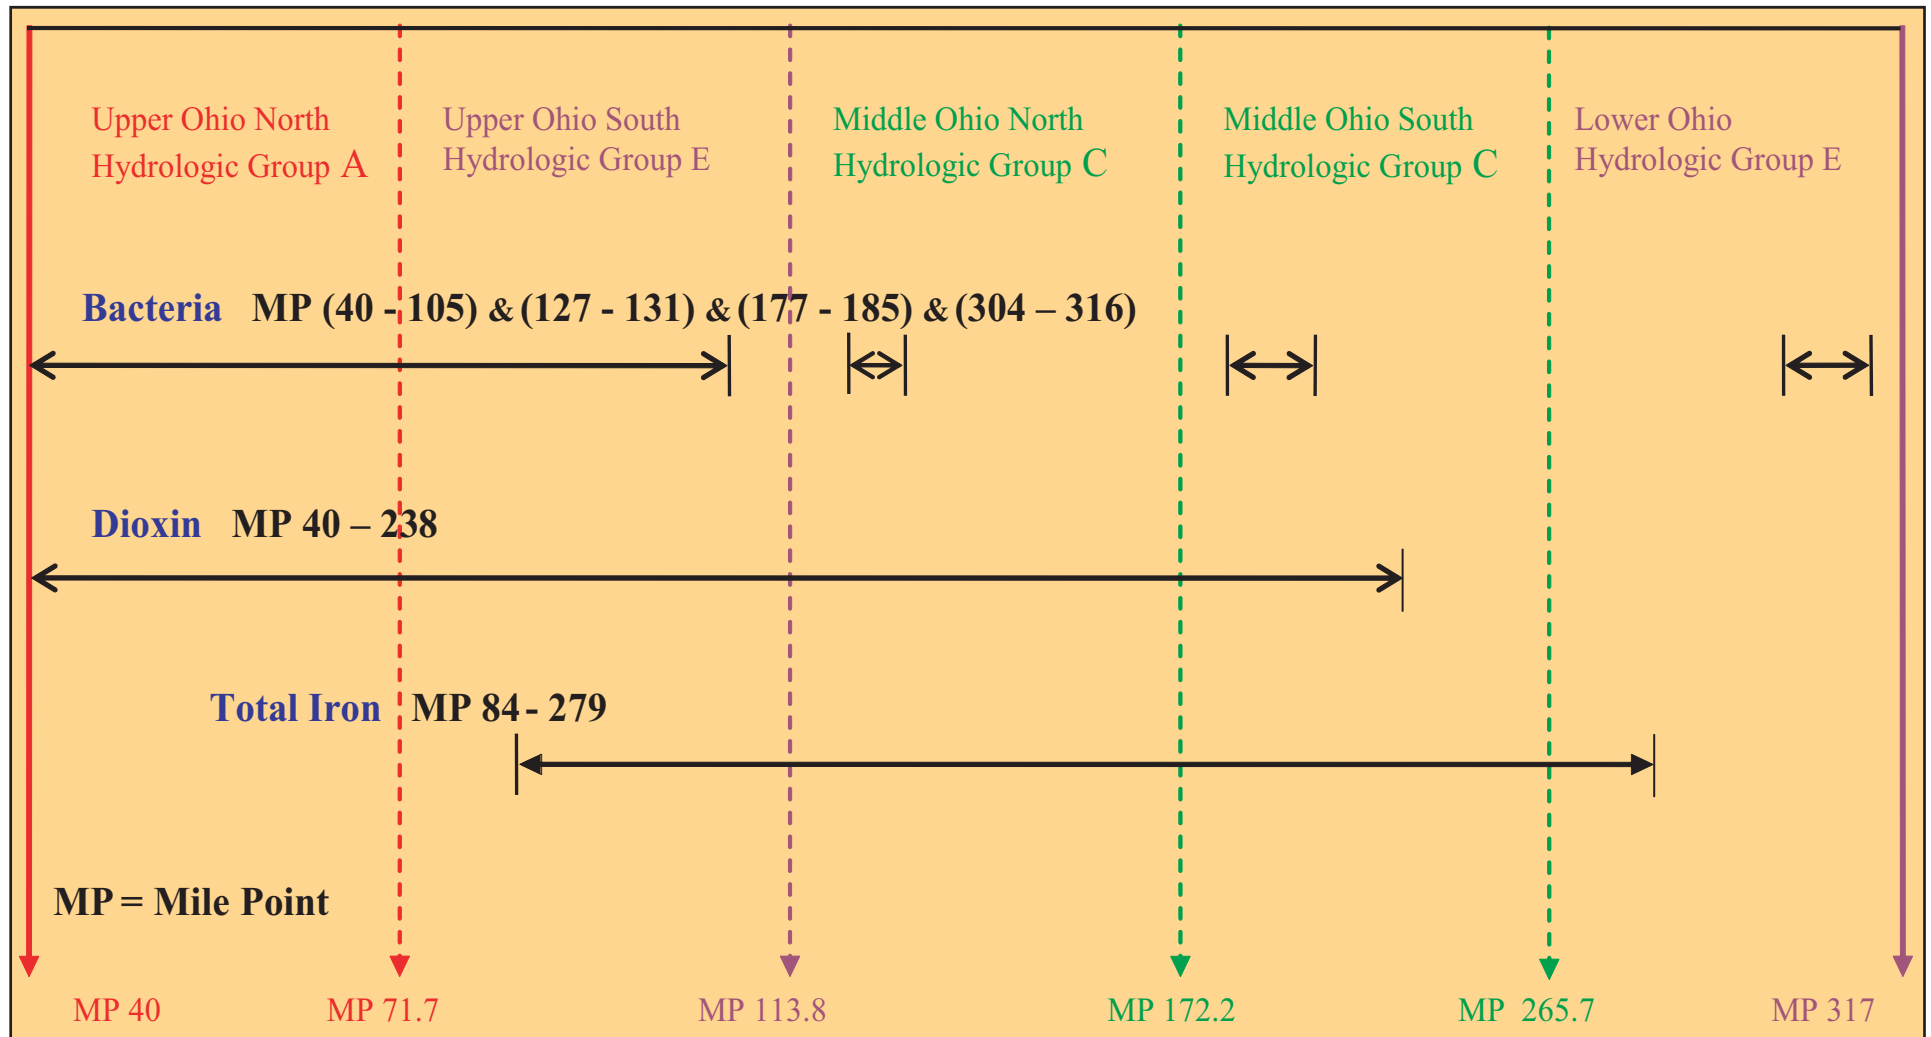 Upper Ohio North
Hydrologic Group A
Upper Ohio South
Hydrologic Group E
Middle Ohio North
Hydrologic Group C
Middle Ohio South
Hydrologic Group C
Lower Ohio
Hydrologic Group E
Bacteria MP (40 - 105) & (127 - 131) & (177 - 185) & (304 – 316)
Dioxin MP 40 – 238
Total Iron MP 84 - 279
MP = Mile Point
MP 40 MP 71.7 MP 113.8 MP 172.2 MP 265.7 MP 317